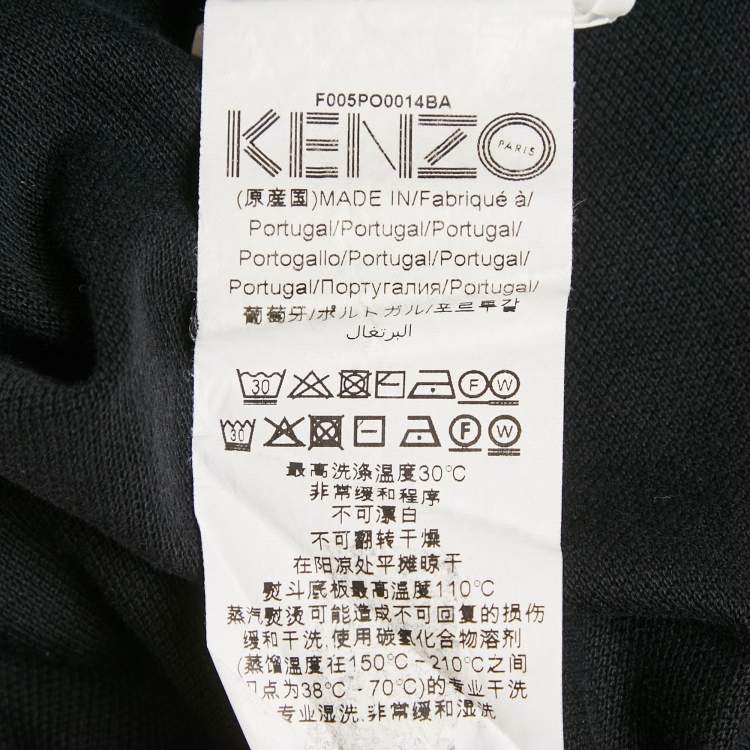 F005PO0014BA
KENZO PARIS
(原産国)MADE IN/Fabriqué à/
Portugal/Portugal/Portugal/
Portogallo/Portugal/Portugal/
Portugal/Португалия/Portugal/
葡萄牙/ポルトガル/포르투갈/
البرتغال
30 F W
30 F W
最高洗涤温度30°C
非常缓和程序
不可漂白
不可翻转干燥
在阳凉处平摊晾干
熨斗底板最高温度110°C
蒸汽熨烫可能造成不可回复的损伤
缓和干洗,使用碳氢化合物溶剂
(蒸馏温度在150°C - 210°C之间
点为38°C - 70°C)的专业干洗
专业湿洗,非常缓和湿洗